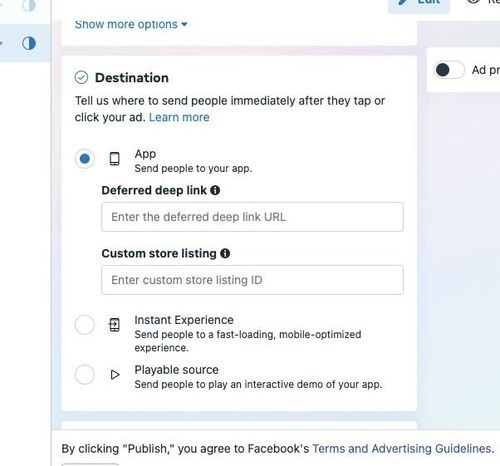 Edit
Show more options
Ad
Destination
Tell us where to send people immediately after they tap or
click your ad. Learn more
App
Send people to your app.
Deferred deep link
Enter the deferred deep link URL
Custom store listing
Enter custom store listing ID
Instant Experience
Send people to a fast-loading, mobile-optimized
experience.
Playable source
Send people to play an interactive demo of your app.
By clicking "Publish," you agree to Facebook's Terms and Advertising Guidelines.